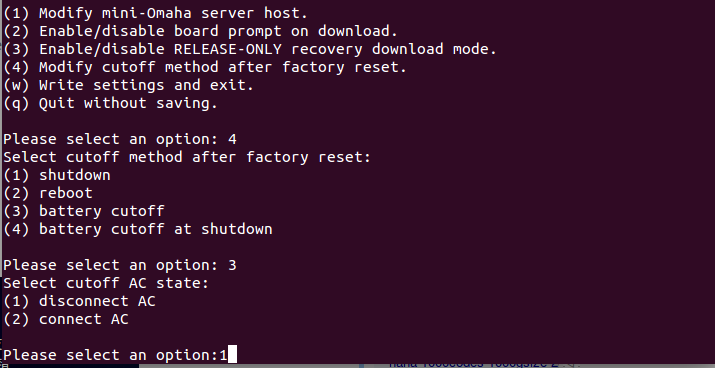 (1) Modify mini-Omaha server host.
(2) Enable/disable board prompt on download.
(3) Enable/disable RELEASE-ONLY recovery download mode.
(4) Modify cutoff method after factory reset.
(w) Write settings and exit.
(q) Quit without saving.
Please select an option: 4
Select cutoff method after factory reset:
(1) shutdown
(2) reboot
(3) battery cutoff
(4) battery cutoff at shutdown
Please select an option: 3
Select cutoff AC state:
(1) disconnect AC
(2) connect AC
Please select an option:1